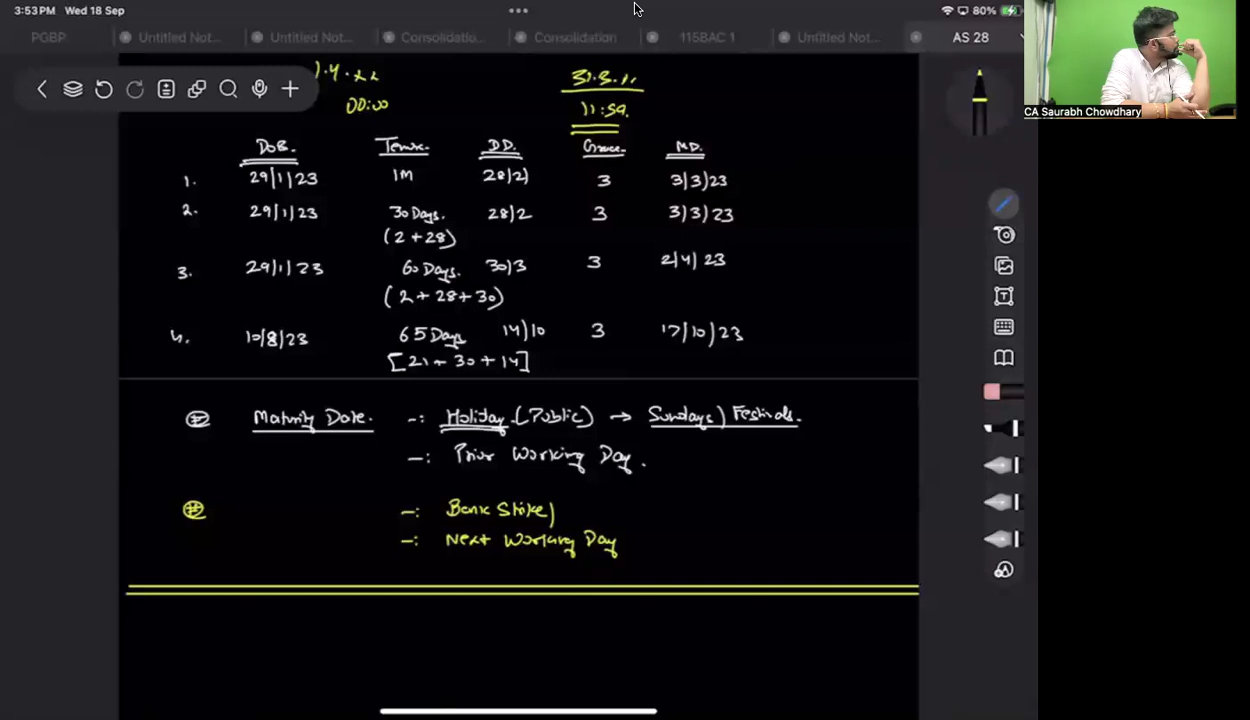 3:53 PM Wed 18 Sep
80%
PGBP
Untitled Not...
Untitled Not...
Consolidatio...
Consolidation
115BAC 1
Untitled Not...
AS 28
CA Saurabh Chowdhary
00:00
11:59
DOB. Tenure. DD. Grace. MD.
1. 29/1/23 1M 28/2) 3 3/3/23
2. 29/1/23 30 Days. 28/2 3 3/3/23
(2 + 28)
3. 29/1/23 60 Days. 30/3 3 2/4/23
(2 + 28 + 30)
4. 10/8/23 65 Days 14/10 3 17/10/23
[21 + 30 + 14]
Maturity Date. -: Holiday. (Public) → Sundays) Festivals.
-: Prior Working Day.
-: Bank Strike)
-: Next Working Day